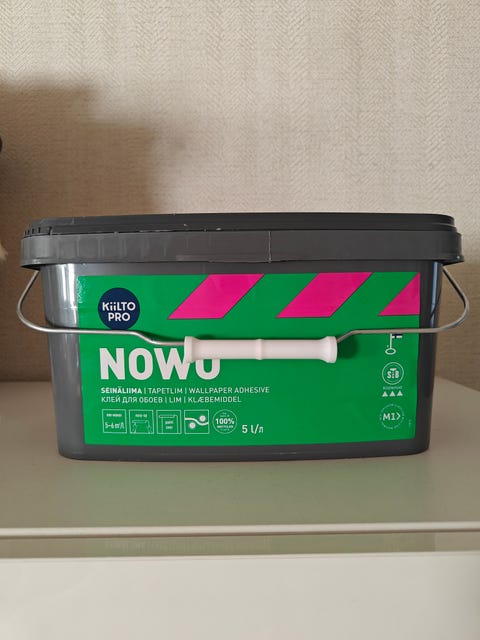 KiiLTO
PRO
NOWO
SEINÄLIIMA | TAPETLIM | WALLPAPER ADHESIVE
КЛЕЙ ДЛЯ ОБОЕВ | LIM | KLÆBEMIDDEL
5-6 m²/l
100%
5 l/л
M1